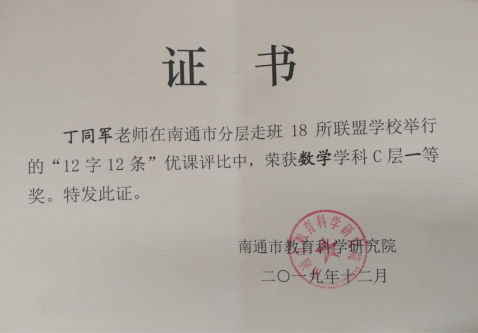 证 书
丁同军老师在南通市分层走班 18 所联盟学校举行
的“12 字 12 条”优课评比中，荣获数学学科 C 层一等
奖。特发此证。
南通市教育科学研究院
二〇一九年十二月